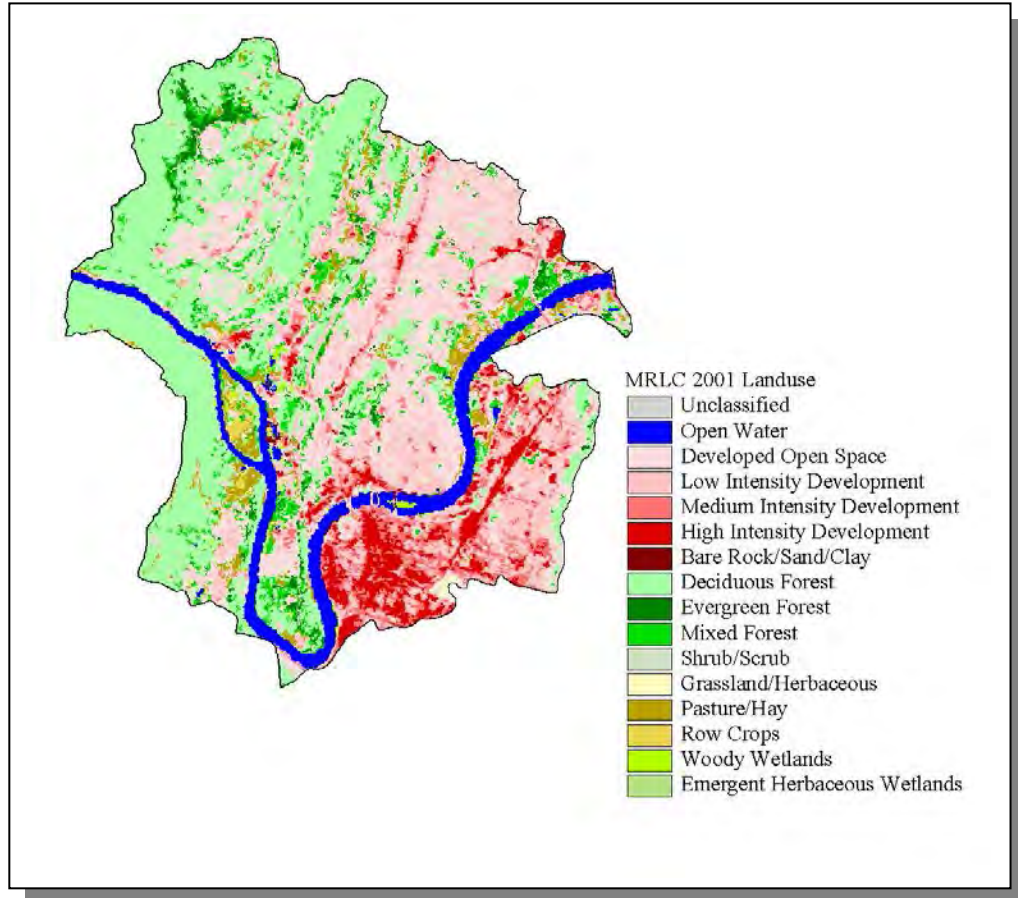 MRLC 2001 Landuse
Unclassified
Open Water
Developed Open Space
Low Intensity Development
Medium Intensity Development
High Intensity Development
Bare Rock/Sand/Clay
Deciduous Forest
Evergreen Forest
Mixed Forest
Shrub/Scrub
Grassland/Herbaceous
Pasture/Hay
Row Crops
Woody Wetlands
Emergent Herbaceous Wetlands